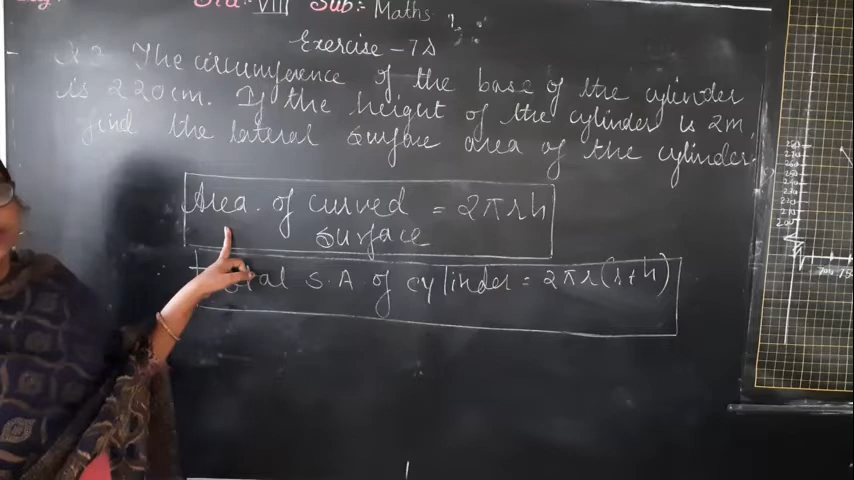 Std: VIII Sub: Maths
Exercise - 7A
The circumference of the base of the cylinder
is 220cm. If the height of the cylinder is 2m,
find the lateral surface area of the cylinder.
Area of curved = 2πrh
surface
S.A of cylinder = 2πr(r+h)